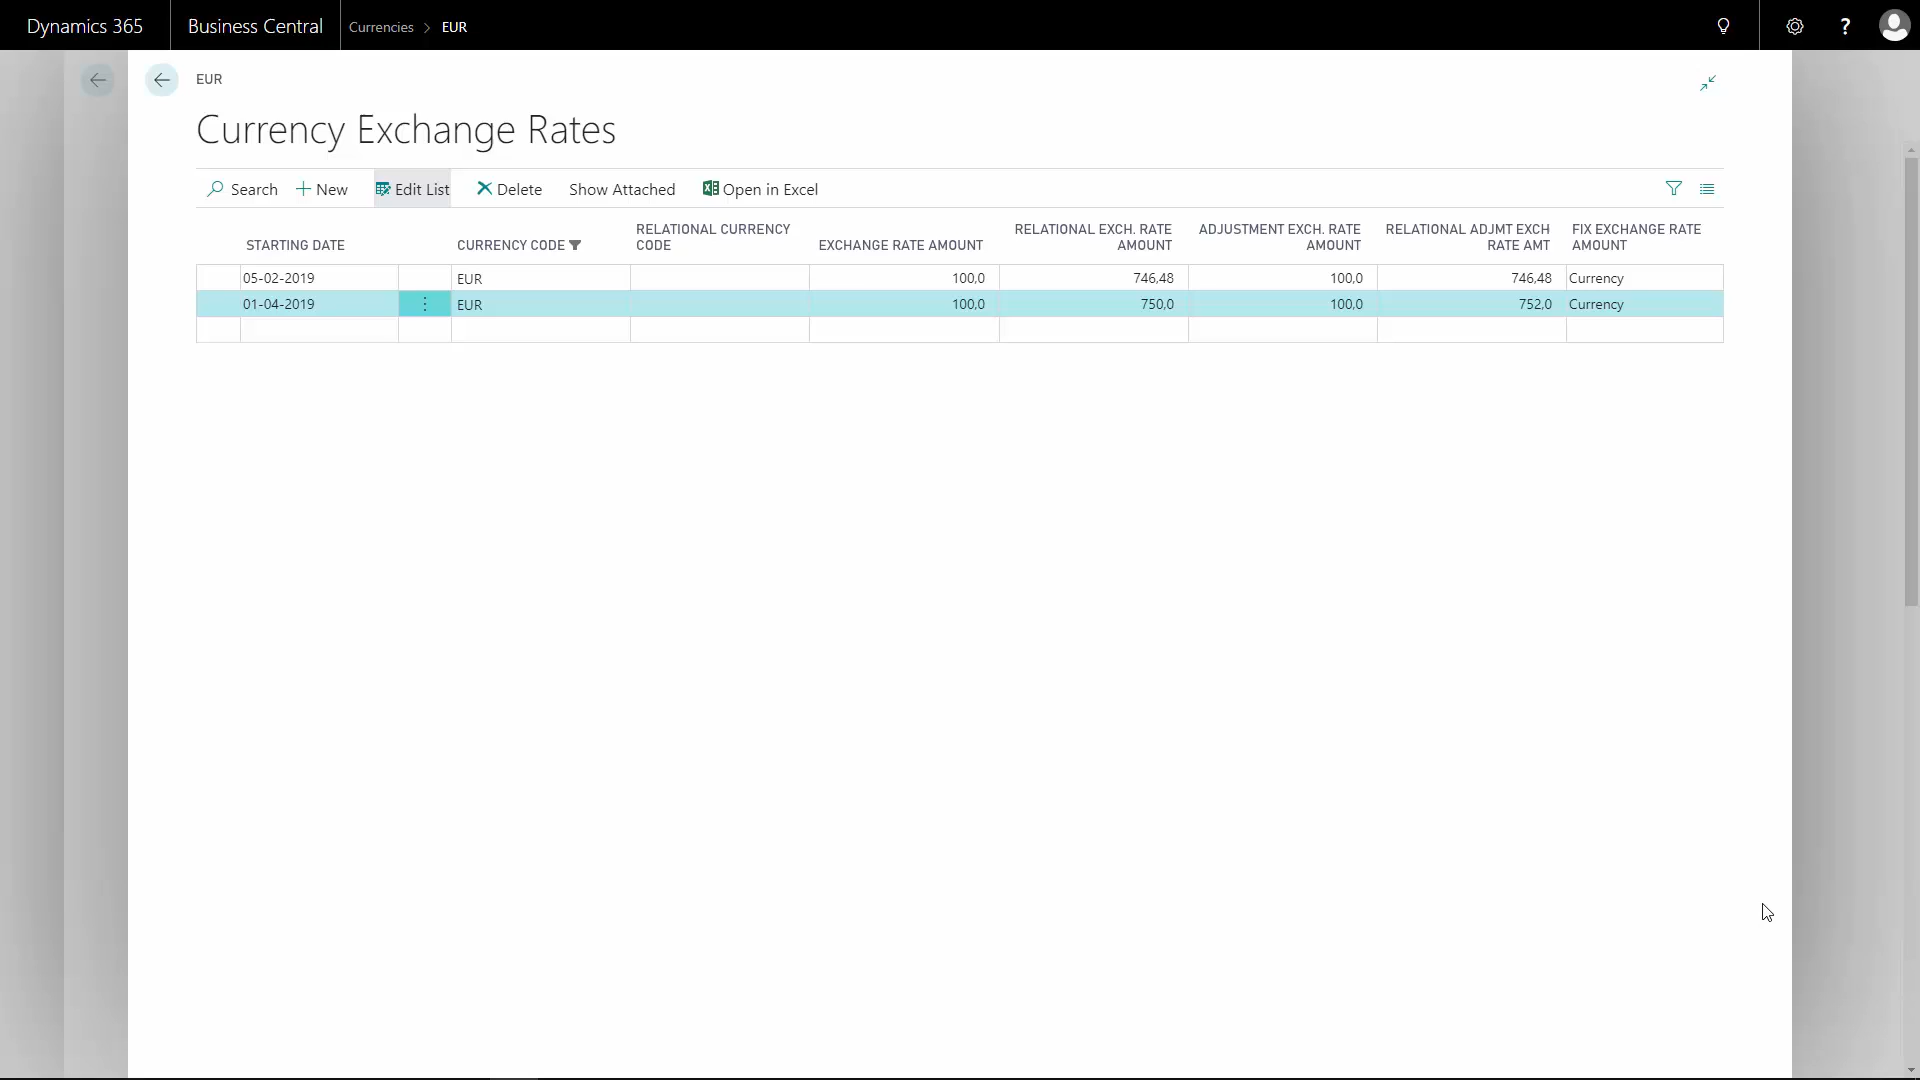 Dynamics 365 Business Central Currencies > EUR ?
EUR
Currency Exchange Rates
Search + New Edit List Delete Show Attached Open in Excel
STARTING DATE CURRENCY CODE RELATIONAL CURRENCY CODE EXCHANGE RATE AMOUNT RELATIONAL EXCH. RATE AMOUNT ADJUSTMENT EXCH. RATE AMOUNT RELATIONAL ADJMT EXCH RATE AMT FIX EXCHANGE RATE AMOUNT
05-02-2019 EUR 100,0 746,48 100,0 746,48 Currency
01-04-2019 EUR 100,0 750,0 100,0 752,0 Currency